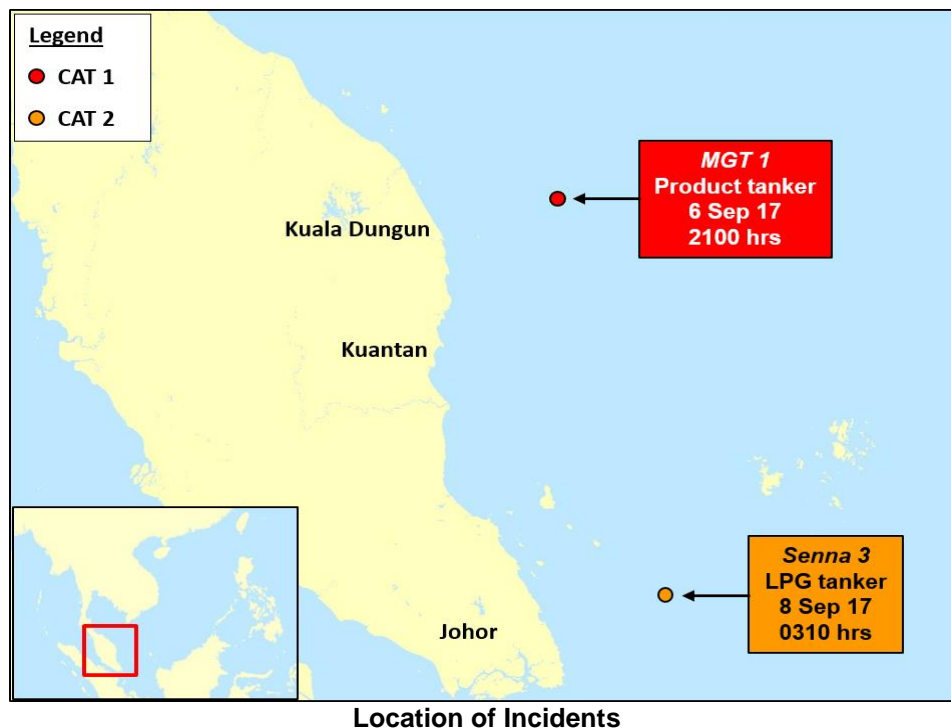 Legend
CAT 1
CAT 2
MGT 1
Product tanker
6 Sep 17
2100 hrs
Kuala Dungun
Kuantan
Senna 3
LPG tanker
8 Sep 17
0310 hrs
Johor
Location of Incidents